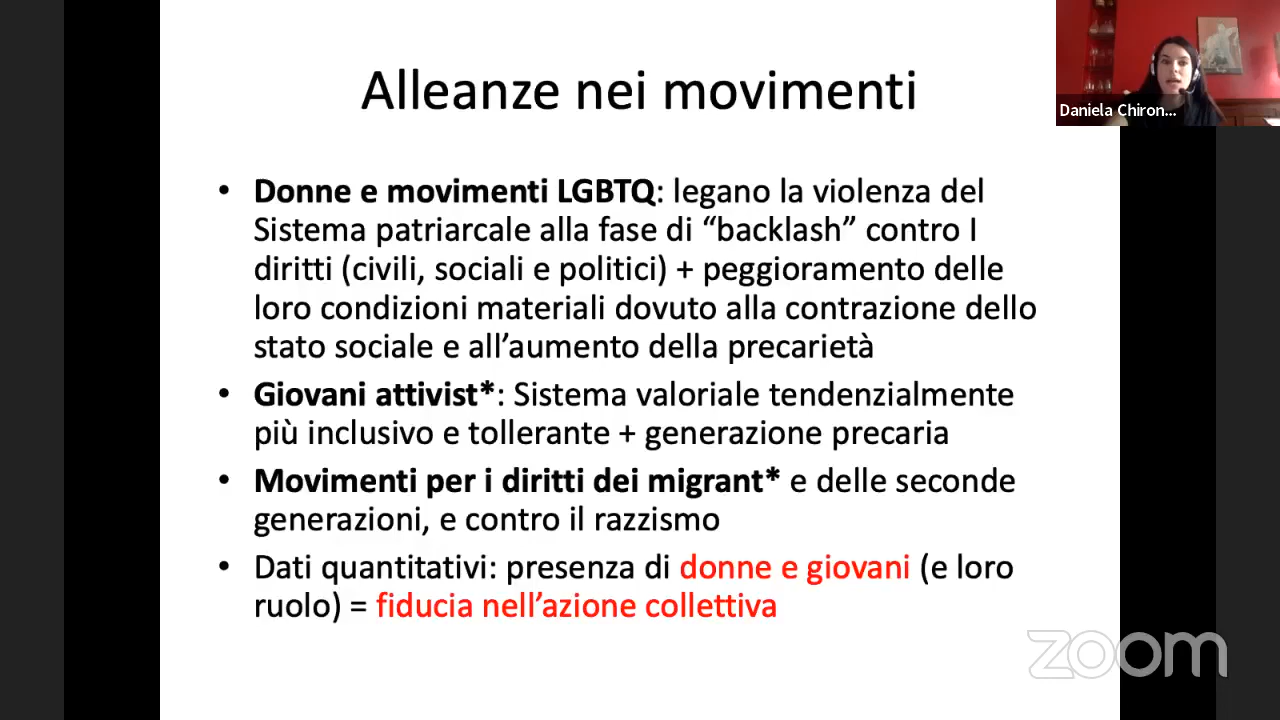 Alleanze nei movimenti
Daniela Chiron...
• Donne e movimenti LGBTQ: legano la violenza del
Sistema patriarcale alla fase di “backlash” contro I
diritti (civili, sociali e politici) + peggioramento delle
loro condizioni materiali dovuto alla contrazione dello
stato sociale e all’aumento della precarietà
• Giovani attivist*: Sistema valoriale tendenzialmente
più inclusivo e tollerante + generazione precaria
• Movimenti per i diritti dei migrant* e delle seconde
generazioni, e contro il razzismo
• Dati quantitativi: presenza di donne e giovani (e loro
ruolo) = fiducia nell’azione collettiva
zoom